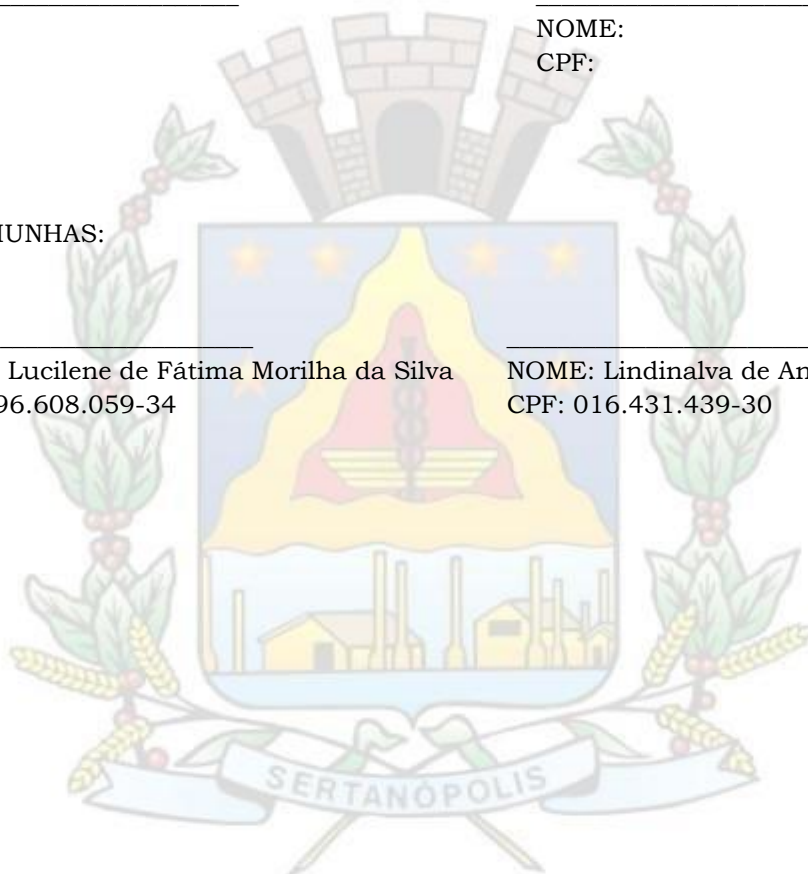 NOME:
CPF:
MUNHAS:
Lucilene de Fátima Morilha da Silva
NOME: Lindinalva de An
96.608.059-34
CPF: 016.431.439-30
SERTANÓPOLIS